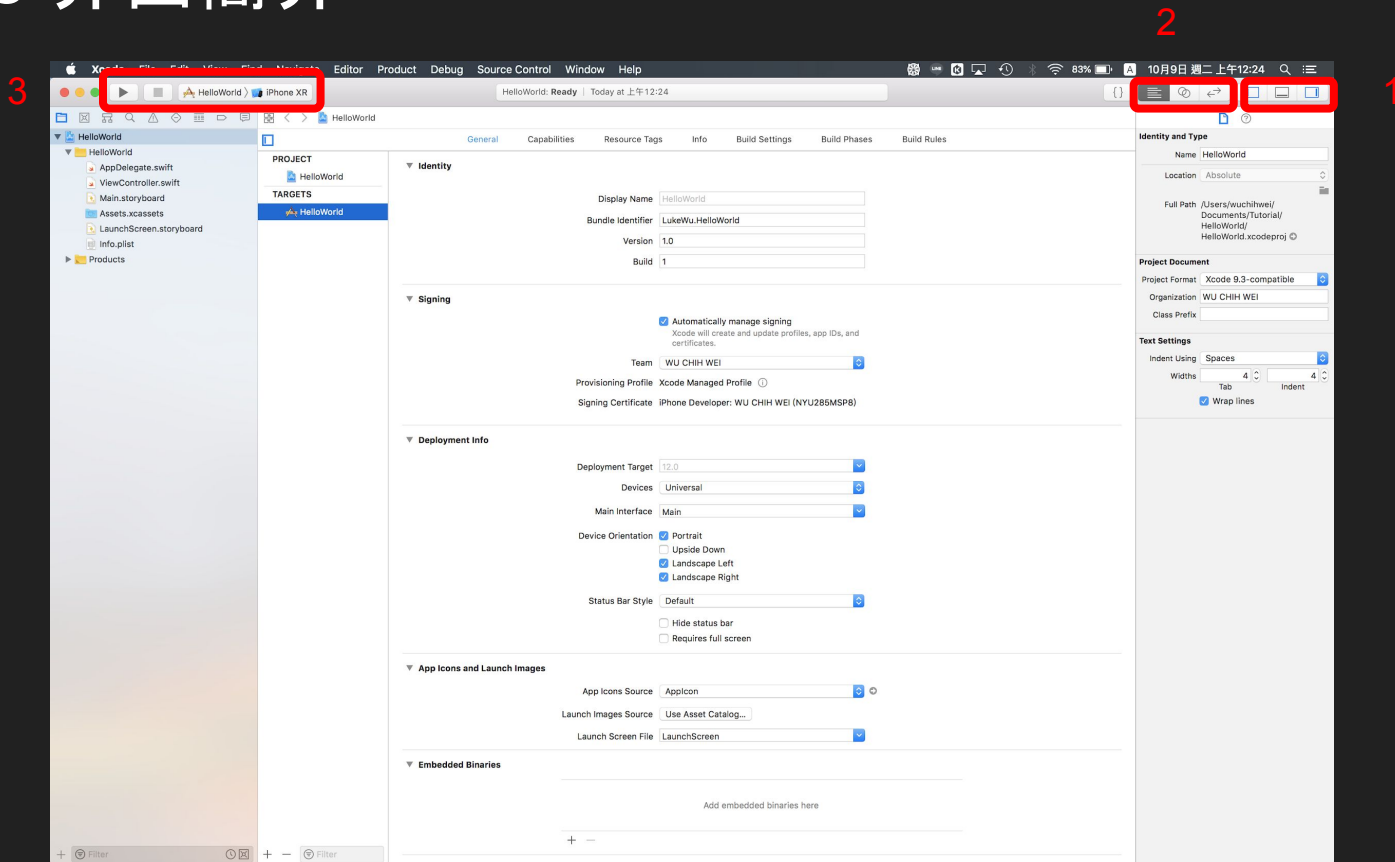 界面簡介
2
3
1
Xcode File Edit View Find Navigate Editor Product Debug Source Control Window Help
83% A 10月9日 週二 上午12:24
HelloWorld 〉 iPhone XR
HelloWorld: Ready | Today at 上午12:24
{ }
HelloWorld
HelloWorld
HelloWorld
AppDelegate.swift
ViewController.swift
Main.storyboard
Assets.xcassets
LaunchScreen.storyboard
Info.plist
Products
General Capabilities Resource Tags Info Build Settings Build Phases Build Rules
PROJECT
HelloWorld
TARGETS
HelloWorld
Identity
Display Name HelloWorld
Bundle Identifier LukeWu.HelloWorld
Version 1.0
Build 1
Signing
Automatically manage signing
Xcode will create and update profiles, app IDs, and
certificates.
Team WU CHIH WEI
Provisioning Profile Xcode Managed Profile
Signing Certificate iPhone Developer: WU CHIH WEI (NYU285MSP8)
Deployment Info
Deployment Target 12.0
Devices Universal
Main Interface Main
Device Orientation Portrait
Upside Down
Landscape Left
Landscape Right
Status Bar Style Default
Hide status bar
Requires full screen
App Icons and Launch Images
App Icons Source AppIcon
Launch Images Source Use Asset Catalog...
Launch Screen File LaunchScreen
Embedded Binaries
Add embedded binaries here
Identity and Type
Name HelloWorld
Location Absolute
Full Path /Users/wuchihwei/
Documents/Tutorial/
HelloWorld/
HelloWorld.xcodeproj
Project Document
Project Format Xcode 9.3-compatible
Organization WU CHIH WEI
Class Prefix
Text Settings
Indent Using Spaces
Widths 4 4
Tab Indent
Wrap lines
Filter
Filter